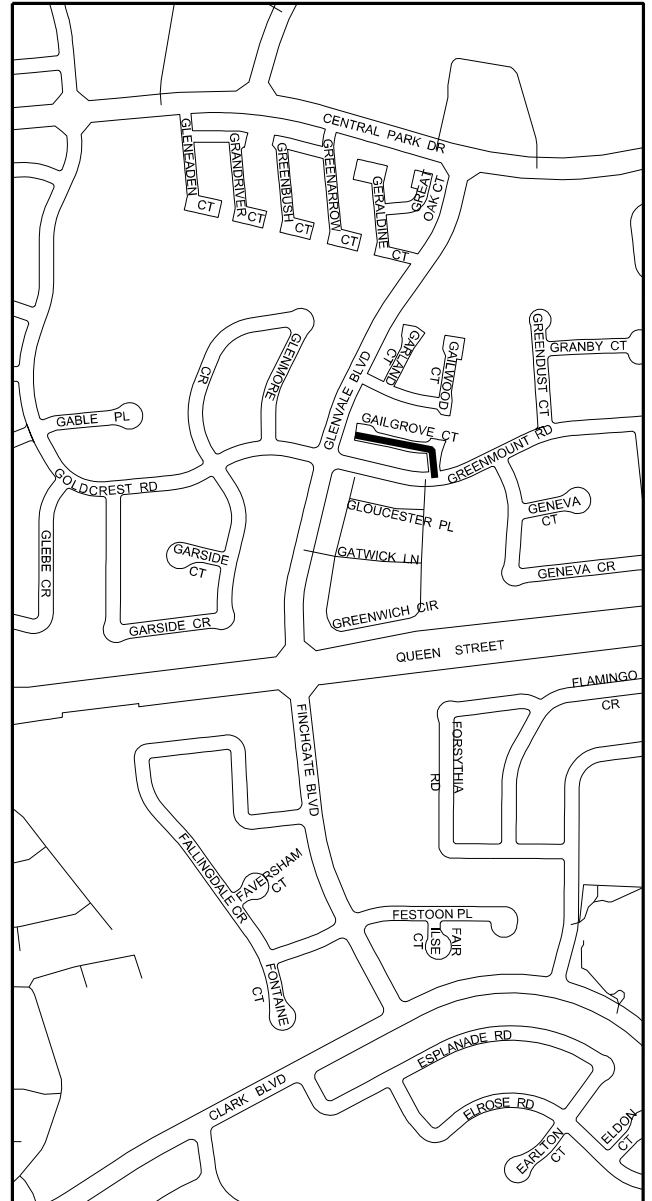 CENTRAL PARK DR
GLENEADEN
CT
GRANDRIVER
CT
GREENBUSH
CT
GREENARROW
CT
GERALDINE
CT
GREAT
OAK CT
GLENMORE
CR
GLENVALE BLVD
GARLAND
CT
GAILWOOD
CT
GREENDUST CT
GRANBY CT
GABLE PL
GAILGROVE CT
GREENMOUNT RD
GOLDCREST RD
GLOUCESTER PL
GENEVA
CT
GLEBE CR
GARSIDE
CT
GATWICK LN
GENEVA CR
GARSIDE CR
GREENWICH CIR
QUEEN STREET
FLAMINGO
CR
FINCHGATE BLVD
FORSYTHIA
RD
FALLINGDALE CR
FAVERSHAM
CT
FESTOON PL
FAIR
ILSE
CT
FONTAINE
CT
CLARK BLVD
ESPLANADE RD
ELROSE RD
EARLTON
CT
ELDON
CT